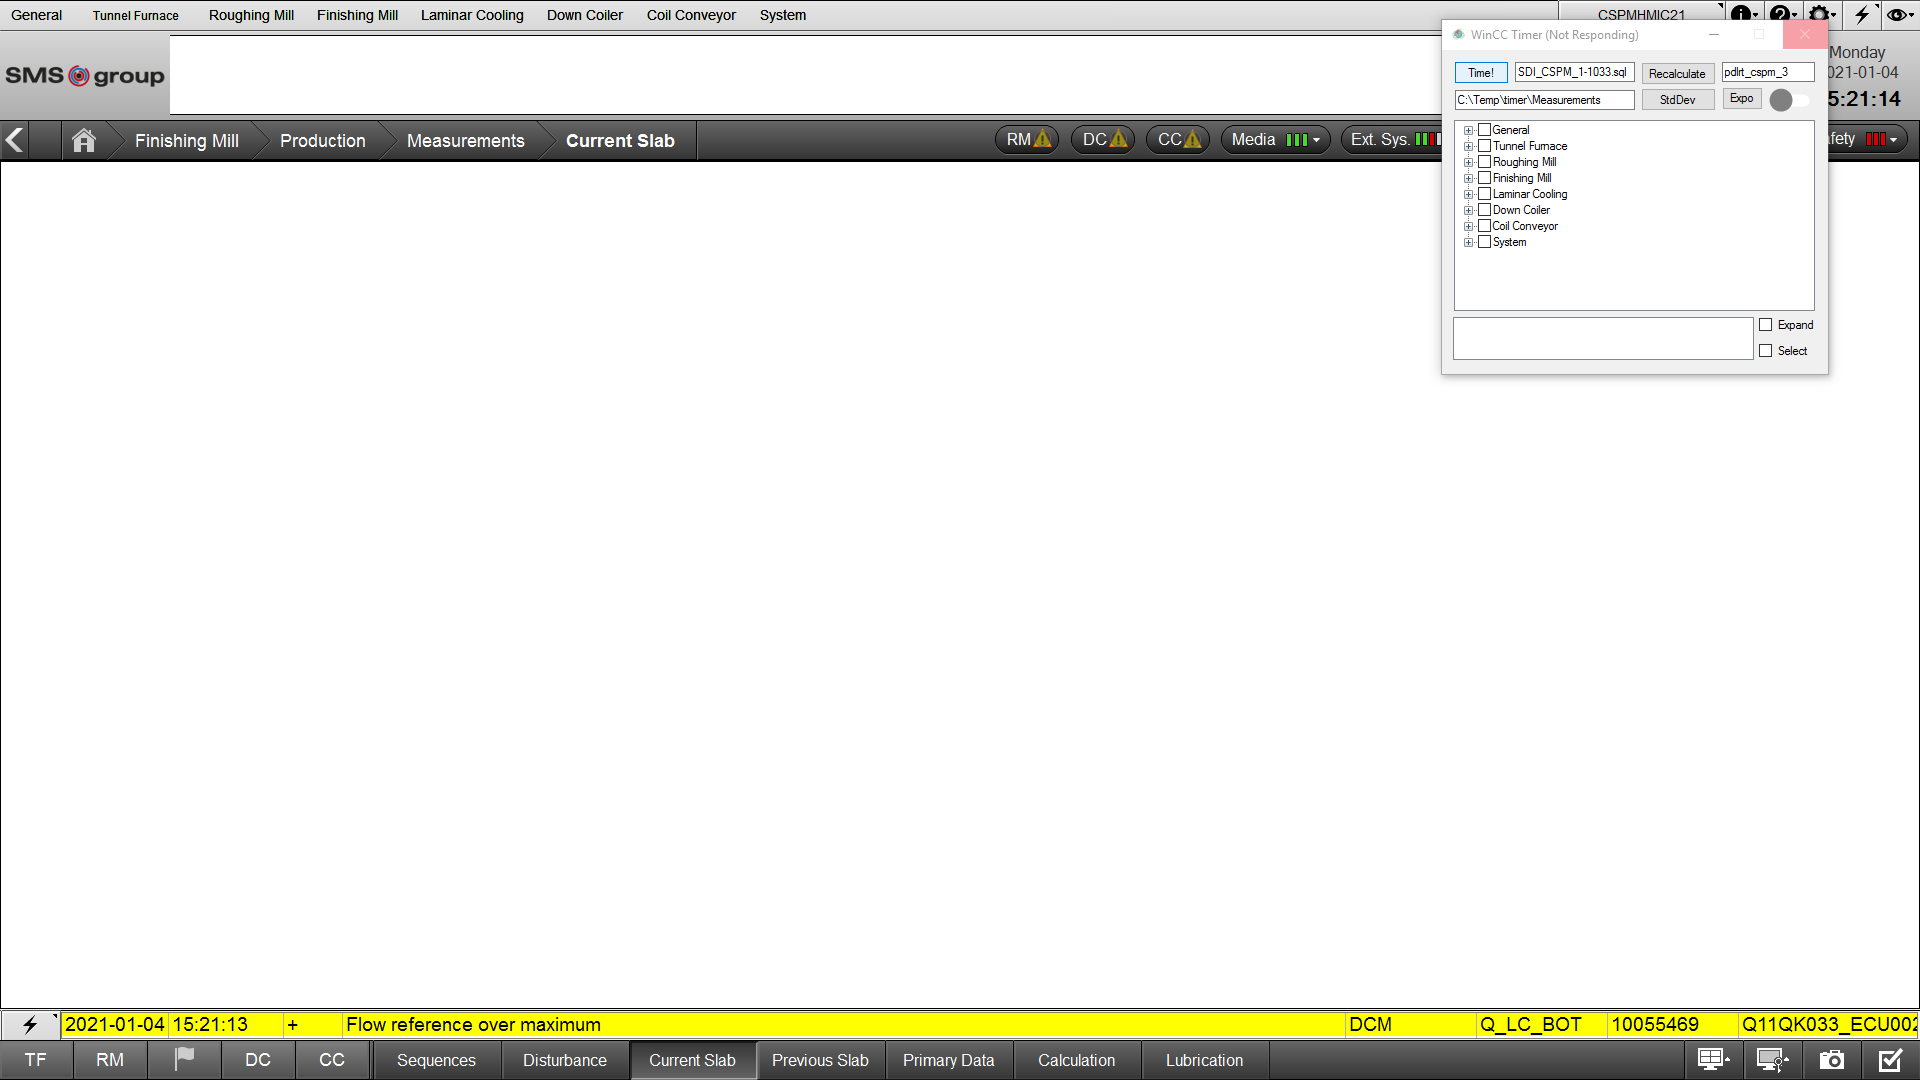 General Tunnel Furnace Roughing Mill Finishing Mill Laminar Cooling Down Coiler Coil Conveyor System CSPMHMIC21
WinCC Timer (Not Responding)
SMS group
Monday
021-01-04
5:21:14
Time! SDI_CSPM_1-1033.sql Recalculate pdlrt_cspm_3
C:\Temp\timer\Measurements StdDev Expo
Finishing Mill Production Measurements Current Slab RM DC CC Media Ext. Sys. fety
General
Tunnel Furnace
Roughing Mill
Finishing Mill
Laminar Cooling
Down Coiler
Coil Conveyor
System
Expand
Select
2021-01-04 15:21:13 + Flow reference over maximum DCM Q_LC_BOT 10055469 Q11QK033_ECU002
TF RM DC CC Sequences Disturbance Current Slab Previous Slab Primary Data Calculation Lubrication